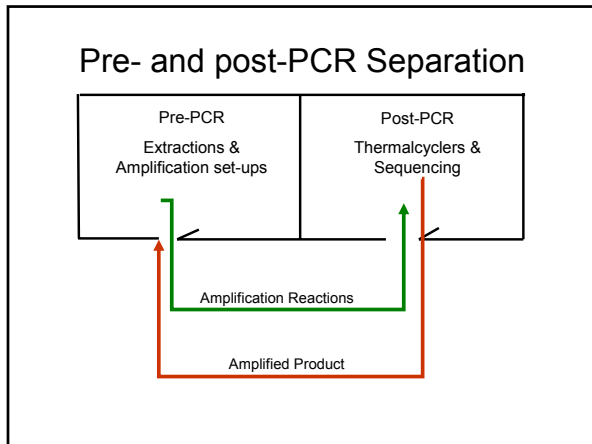 Pre- and post-PCR Separation
Pre-PCR
Extractions &
Amplification set-ups
Post-PCR
Thermalcyclers &
Sequencing
Amplification Reactions
Amplified Product